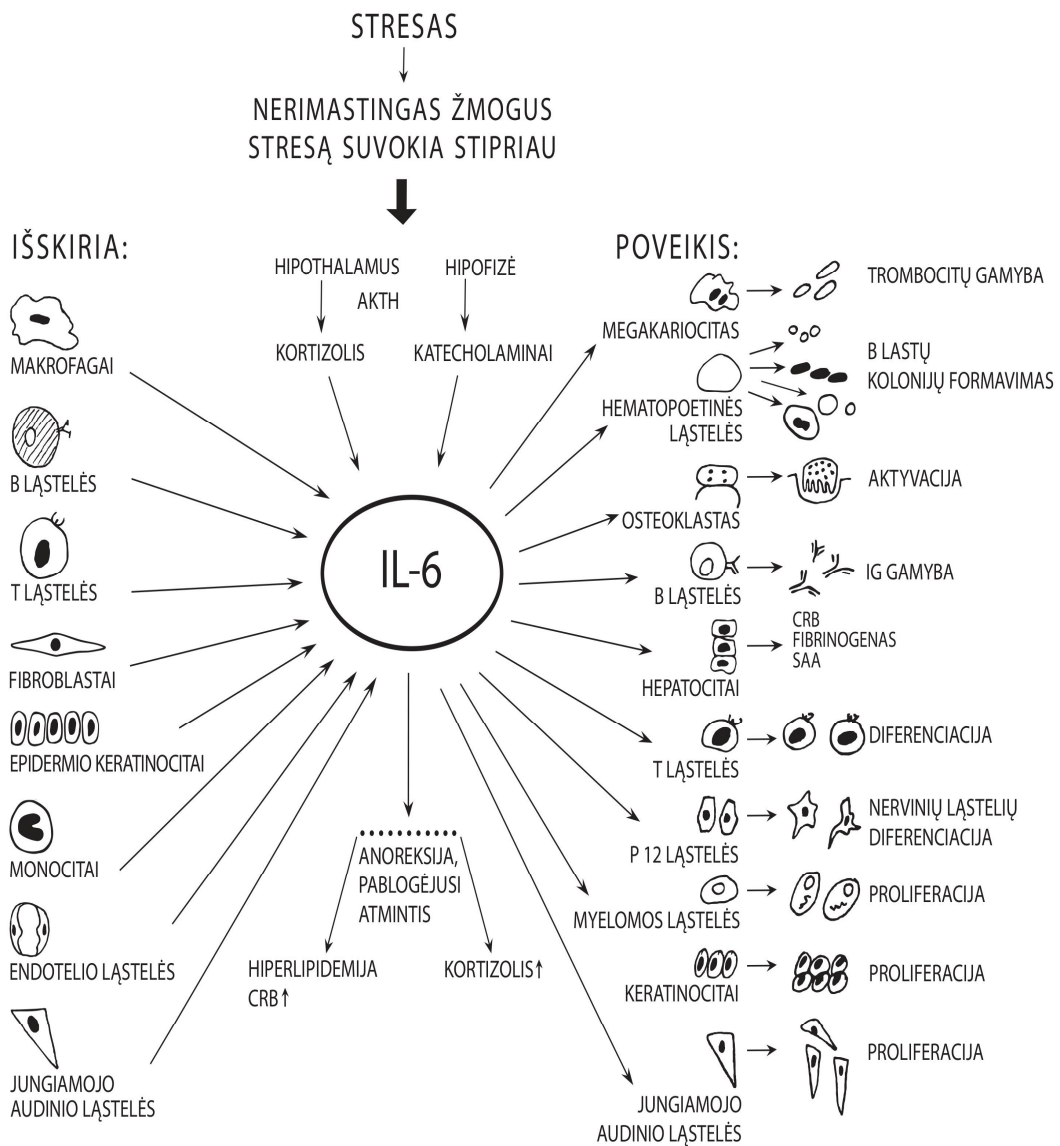 STRESAS
NERIMASTINGAS ŽMOGUS
STRESĄ SUVOKIA STIPRIAU
IŠSKIRIA:
MAKROFAGAI
B LĄSTELĖS
T LĄSTELĖS
FIBROBLASTAI
EPIDERMIO KERATINOCITAI
MONOCITAI
ENDOTELIO LĄSTELĖS
JUNGIAMOJO
AUDINIO LĄSTELĖS
HIPOTHALAMUS
AKTH
KORTIZOLIS
HIPOFIZĖ
KATECHOLAMINAI
IL-6
ANOREKSIJA,
PABLOGĖJUSI
ATMINTIS
HIPERLIPIDEMIJA
CRB↑
KORTIZOLIS↑
POVEIKIS:
MEGAKARIOCITAS
TROMBOCITŲ GAMYBA
HEMATOPOETINĖS
LĄSTELĖS
B LASTŲ
KOLONIJŲ FORMAVIMAS
OSTEOKLASTAS
AKTYVACIJA
B LĄSTELĖS
IG GAMYBA
HEPATOCITAI
CRB
FIBRINOGENAS
SAA
T LĄSTELĖS
DIFERENCIACIJA
P 12 LĄSTELĖS
NERVINIŲ LĄSTELIŲ
DIFERENCIACIJA
MYELOMOS LĄSTELĖS
PROLIFERACIJA
KERATINOCITAI
PROLIFERACIJA
JUNGIAMOJO
AUDINIO LĄSTELĖS
PROLIFERACIJA